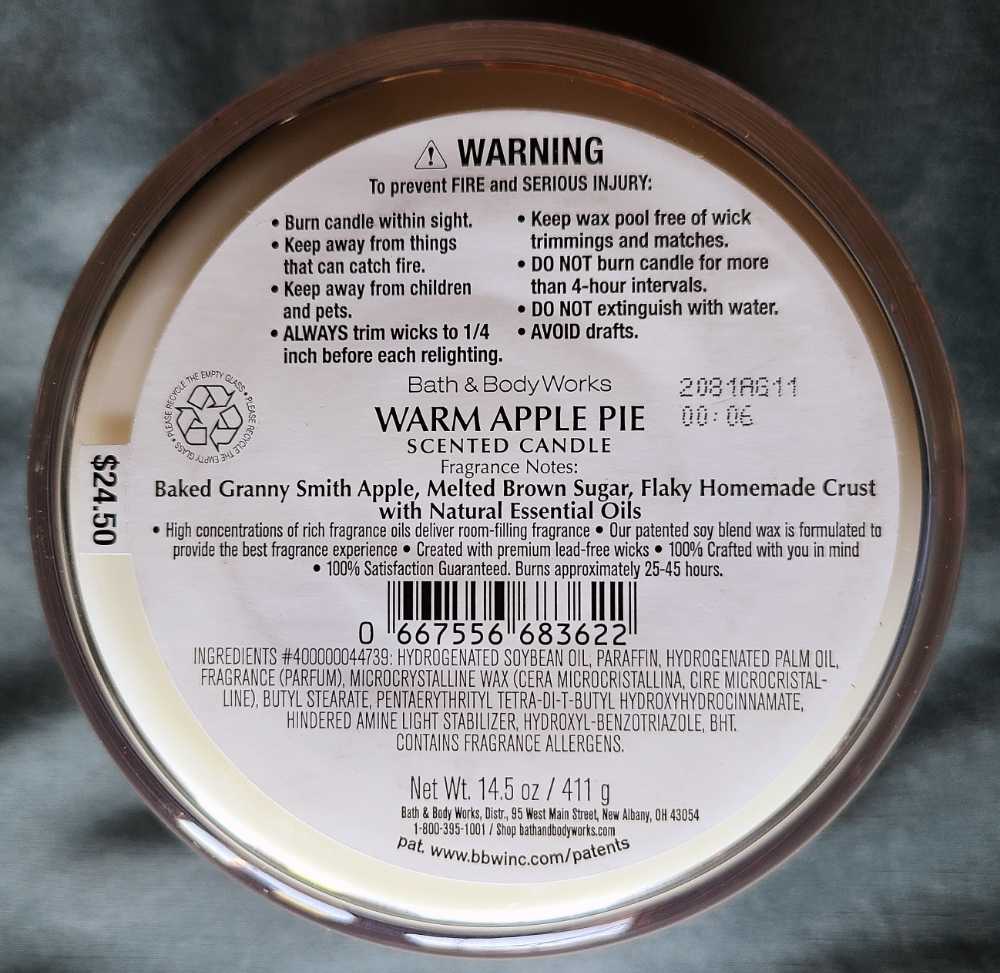 ⚠ WARNING
To prevent FIRE and SERIOUS INJURY:
• Burn candle within sight.
• Keep away from things
that can catch fire.
• Keep away from children
and pets.
• ALWAYS trim wicks to 1/4
inch before each relighting.
• Keep wax pool free of wick
trimmings and matches.
• DO NOT burn candle for more
than 4-hour intervals.
• DO NOT extinguish with water.
• AVOID drafts.
PLEASE RECYCLE THE EMPTY GLASS • PLEASE RECYCLE THE EMPTY GLASS •
Bath & Body Works
2081AG11
00:06
WARM APPLE PIE
SCENTED CANDLE
$24.50
Fragrance Notes:
Baked Granny Smith Apple, Melted Brown Sugar, Flaky Homemade Crust
with Natural Essential Oils
• High concentrations of rich fragrance oils deliver room-filling fragrance • Our patented soy blend wax is formulated to
provide the best fragrance experience • Created with premium lead-free wicks • 100% Crafted with you in mind
• 100% Satisfaction Guaranteed. Burns approximately 25-45 hours.
0 667556 683622
INGREDIENTS #400000044739: HYDROGENATED SOYBEAN OIL, PARAFFIN, HYDROGENATED PALM OIL,
FRAGRANCE (PARFUM), MICROCRYSTALLINE WAX (CERA MICROCRISTALLINA, CIRE MICROCRISTAL-
LINE), BUTYL STEARATE, PENTAERYTHRITYL TETRA-DI-T-BUTYL HYDROXYHYDROCINNAMATE,
HINDERED AMINE LIGHT STABILIZER, HYDROXYL-BENZOTRIAZOLE, BHT.
CONTAINS FRAGRANCE ALLERGENS.
Net Wt. 14.5 oz / 411 g
Bath & Body Works, Distr., 95 West Main Street, New Albany, OH 43054
1-800-395-1001 / Shop bathandbodyworks.com
pat. www.bbwinc.com/patents